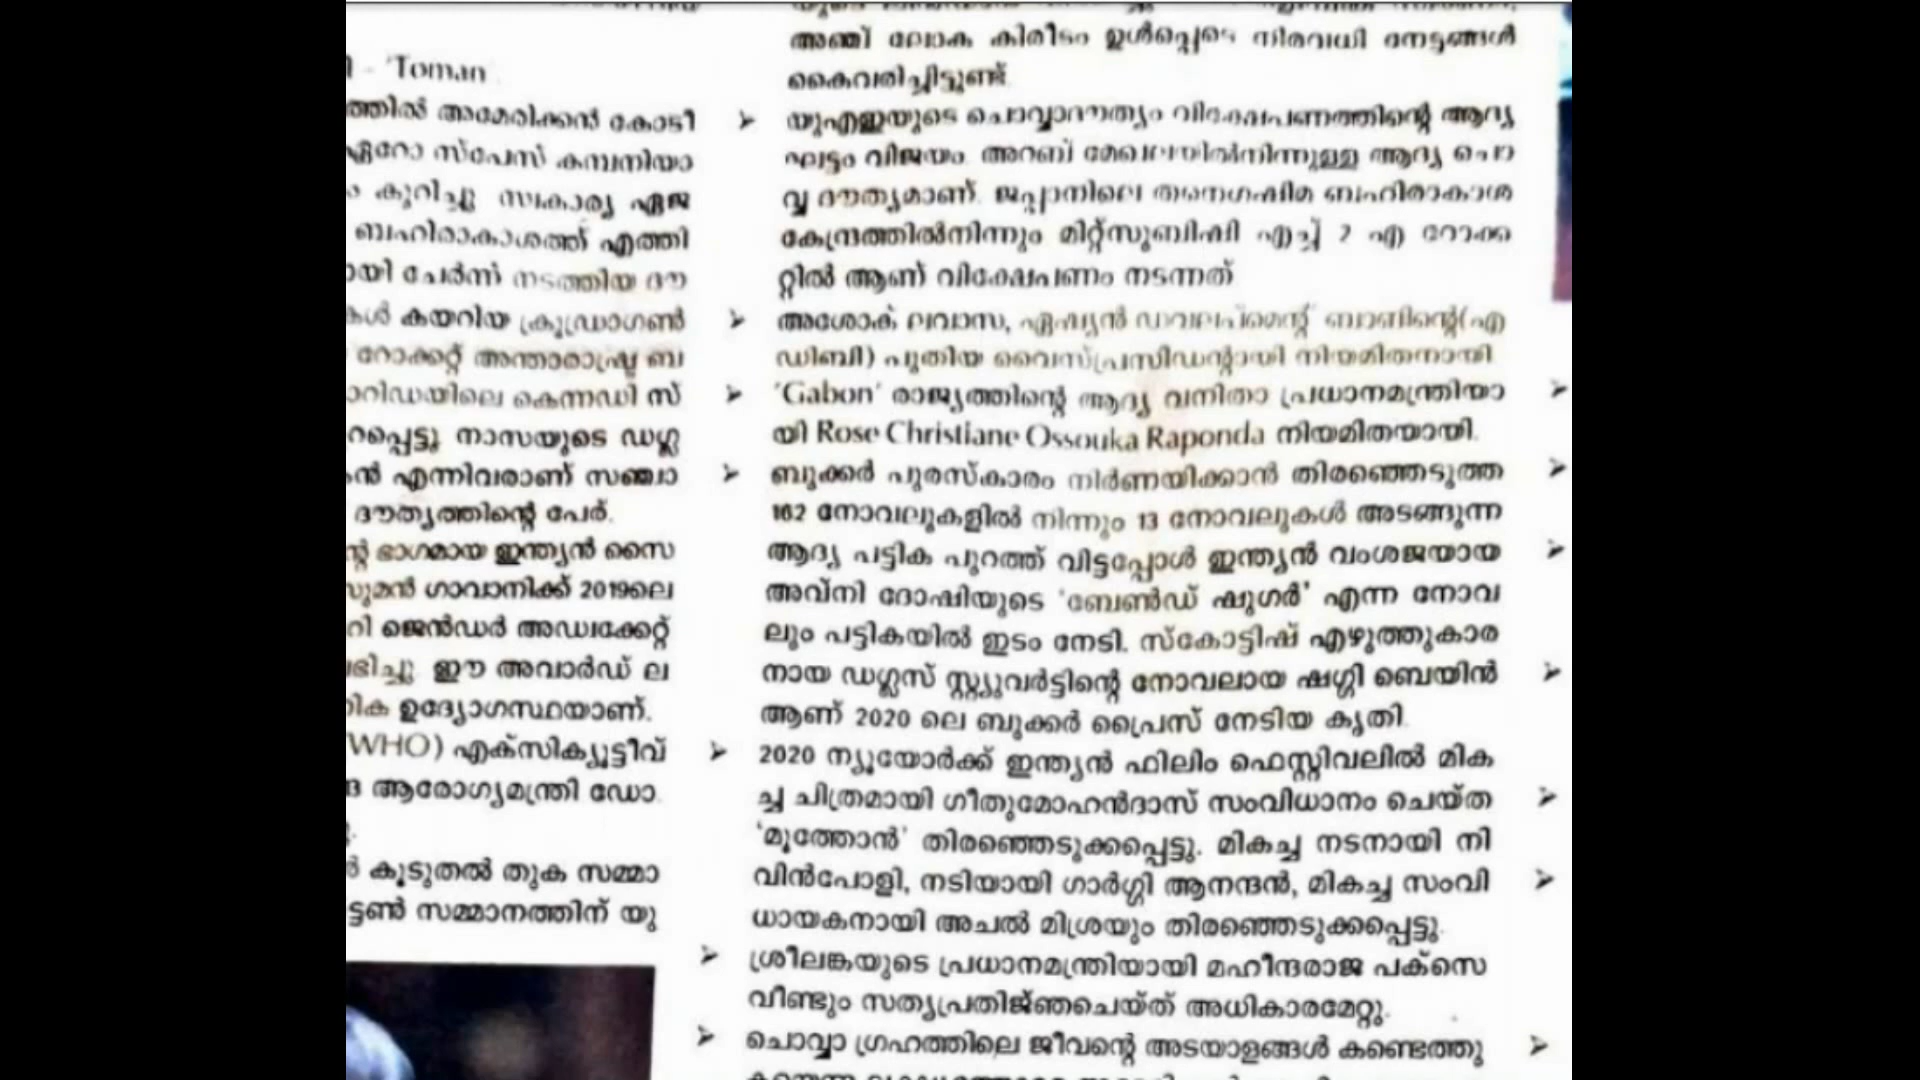 - 'Toman'
ത്തിൽ അമേരിക്കൻ കോടീ
ഏറോ സ്പേസ് കമ്പനിയാ
കുറിച്ചു സ്വകാര്യ ഏജ
ബഹിരാകാശത്ത് എത്തി
ായി ചേർന്ന് നടത്തിയ ദൗ
കൾ കയറിയ ക്രൂഡ്രാഗൺ
റോക്കറ്റ് അന്താരാഷ്ട്ര ബ
ോറിഡയിലെ കെന്നഡി സ്
റപ്പെട്ടു നാസയുടെ ഡഗ്ല
കൻ എന്നിവരാണ് സഞ്ചാ
ദൗത്യത്തിന്റെ പേര്.
ന്റെ ഭാഗമായ ഇന്ത്യൻ സൈ
സുമൻ ഗാവാനിക്ക് 2019ലെ
റി ജെൻഡർ അഡ്വക്കേറ്റ്
ലഭിച്ചു ഈ അവാർഡ് ല
നിക ഉദ്യോഗസ്ഥയാണ്.
WHO) എക്സിക്യൂട്ടീവ്
ആരോഗ്യമന്ത്രി ഡോ.
കൂടുതൽ തുക സമ്മാ
ട്ടൺ സമ്മാനത്തിന് യു
അഞ്ച് ലോക കിരീടം ഉൾപ്പെടെ നിരവധി നേട്ടങ്ങൾ
കൈവരിച്ചിട്ടുണ്ട്.
➤ യുഎഇയുടെ ചൊവ്വാദൗത്യം വിക്ഷേപണത്തിന്റെ ആദ്യ
ഘട്ടം വിജയം. അറബ് മേഖലയിൽനിന്നുള്ള ആദ്യ ചൊ
വ്വ ദൗത്യമാണ്. ജപ്പാനിലെ തനെഗഷിമ ബഹിരാകാശ
കേന്ദ്രത്തിൽനിന്നും മിറ്റ്സുബിഷി എച്ച് 2 എ റോക്ക
റ്റിൽ ആണ് വിക്ഷേപണം നടന്നത്
➤ അശോക് ലവാസ, ഏഷ്യൻ ഡവലപ്മെന്റ് ബാങ്കിന്റെ(എ
ഡിബി) പുതിയ വൈസ്പ്രസിഡന്റായി നിയമിതനായി
➤ 'Gabon' രാജ്യത്തിന്റെ ആദ്യ വനിതാ പ്രധാനമന്ത്രിയാ
യി Rose Christiane Ossouka Raponda നിയമിതയായി.
➤ ബുക്കർ പുരസ്കാരം നിർണയിക്കാൻ തിരഞ്ഞെടുത്ത
162 നോവലുകളിൽ നിന്നും 13 നോവലുകൾ അടങ്ങുന്ന
ആദ്യ പട്ടിക പുറത്ത് വിട്ടപ്പോൾ ഇന്ത്യൻ വംശജയായ
അവ്നി ദോഷിയുടെ 'ബേൺഡ് ഷുഗർ' എന്ന നോവ
ലും പട്ടികയിൽ ഇടം നേടി. സ്കോട്ടിഷ് എഴുത്തുകാര
നായ ഡഗ്ലസ് സ്റ്റ്യുവർട്ടിന്റെ നോവലായ ഷഗ്ഗി ബെയിൻ
ആണ് 2020 ലെ ബുക്കർ പ്രൈസ് നേടിയ കൃതി.
➤ 2020 ന്യൂയോർക്ക് ഇന്ത്യൻ ഫിലിം ഫെസ്റ്റിവലിൽ മിക
ച്ച ചിത്രമായി ഗീതുമോഹൻദാസ് സംവിധാനം ചെയ്ത
'മൂത്തോൻ' തിരഞ്ഞെടുക്കപ്പെട്ടു. മികച്ച നടനായി നി
വിൻപോളി, നടിയായി ഗാർഗ്ഗി ആനന്ദൻ, മികച്ച സംവി
ധായകനായി അചൽ മിശ്രയും തിരഞ്ഞെടുക്കപ്പെട്ടു.
➤ ശ്രീലങ്കയുടെ പ്രധാനമന്ത്രിയായി മഹീന്ദരാജ പക്സെ
വീണ്ടും സത്യപ്രതിജ്ഞചെയ്ത് അധികാരമേറ്റു.
➤ ചൊവ്വാ ഗ്രഹത്തിലെ ജീവന്റെ അടയാളങ്ങൾ കണ്ടെത്തു